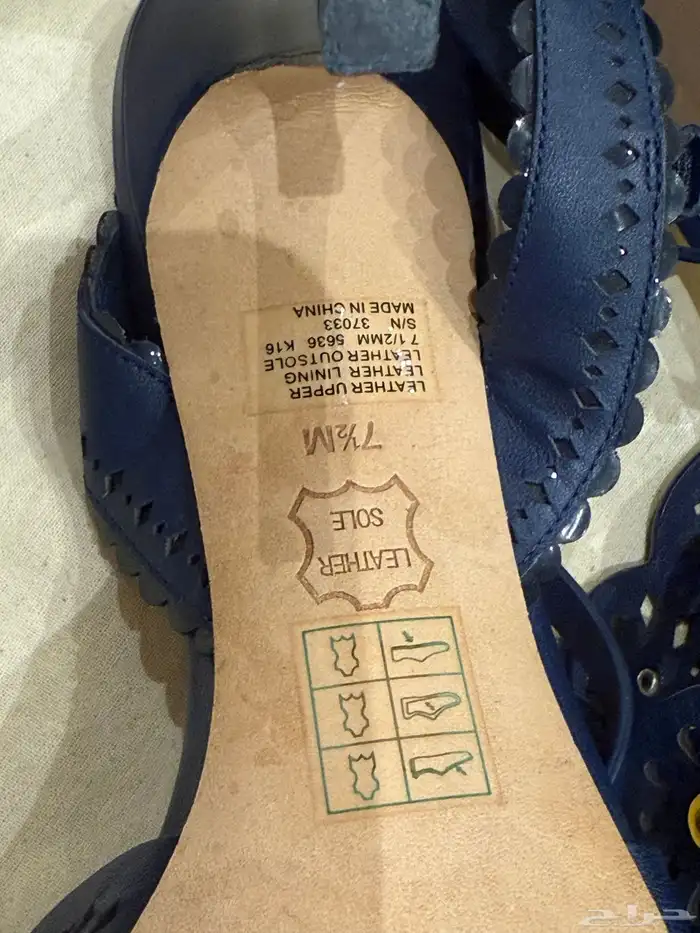 LEATHER UPPER
LEATHER LINING
LEATHER OUTSOLE
7 1/2MM 5636 K16
S/N 37033
MADE IN CHINA
7½M
LEATHER
SOLE
حراج